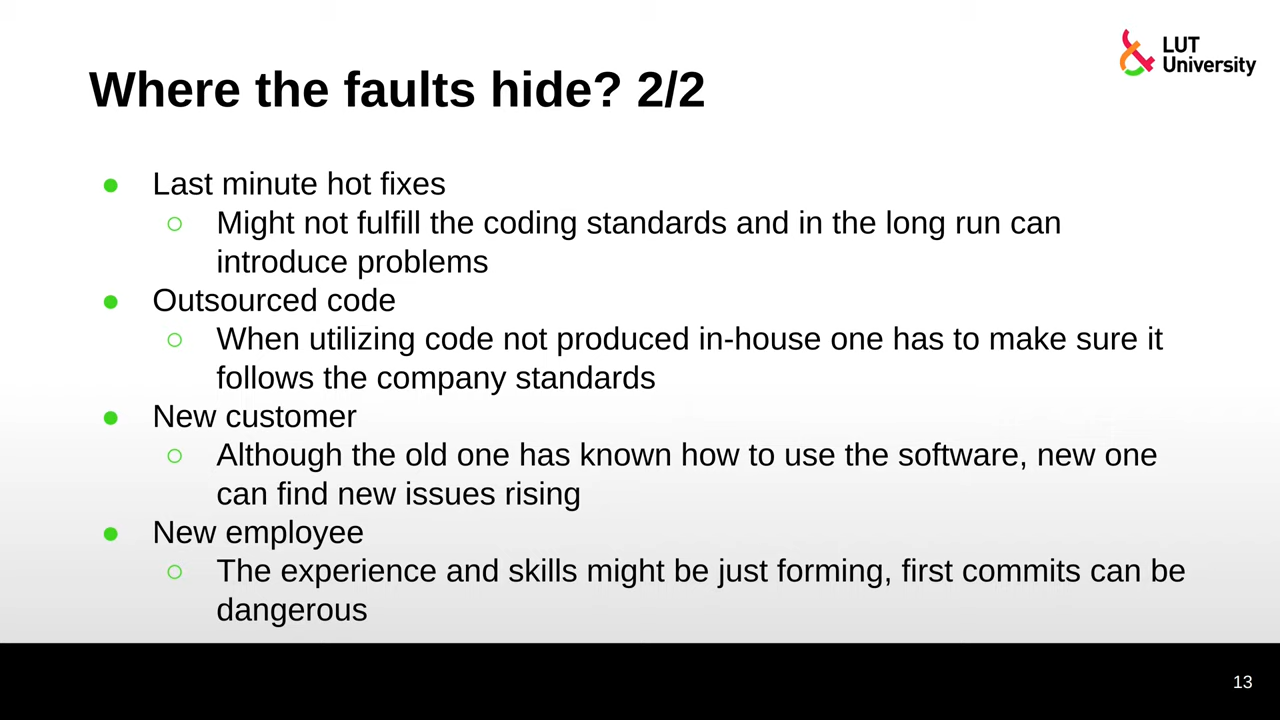 LUT
University
Where the faults hide? 2/2
● Last minute hot fixes
○ Might not fulfill the coding standards and in the long run can
introduce problems
● Outsourced code
○ When utilizing code not produced in-house one has to make sure it
follows the company standards
● New customer
○ Although the old one has known how to use the software, new one
can find new issues rising
● New employee
○ The experience and skills might be just forming, first commits can be
dangerous
13